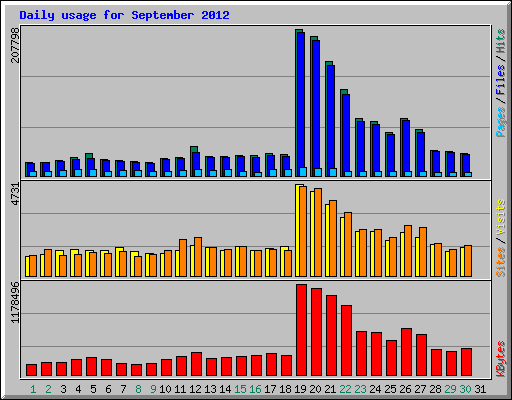 Daily usage for September 2012
207798
Pages / Files / Hits
4731
Sites / Visits
1178496
KBytes
1 2 3 4 5 6 7 8 9 10 11 12 13 14 15 16 17 18 19 20 21 22 23 24 25 26 27 28 29 30 31